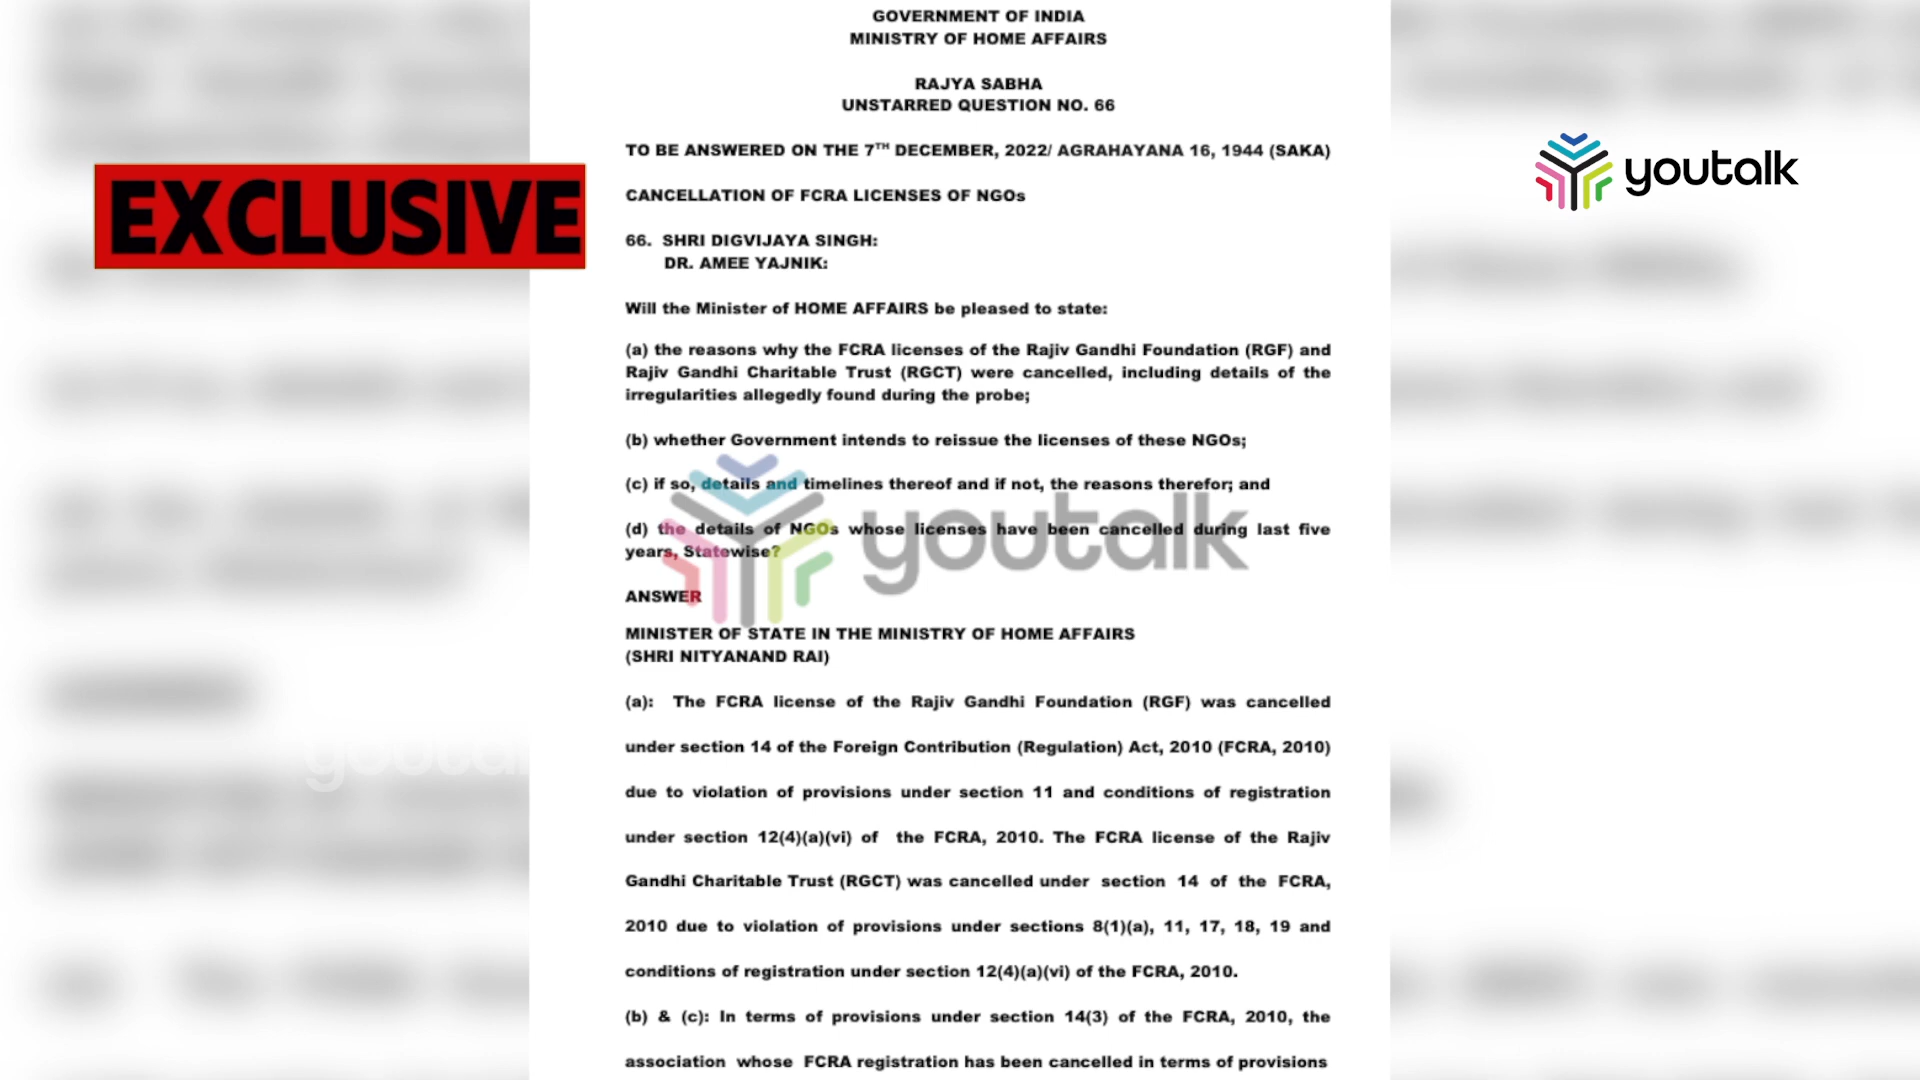 GOVERNMENT OF INDIA
MINISTRY OF HOME AFFAIRS
RAJYA SABHA
UNSTARRED QUESTION NO. 66
TO BE ANSWERED ON THE 7TH DECEMBER, 2022/ AGRAHAYANA 16, 1944 (SAKA)
EXCLUSIVE
youtalk
CANCELLATION OF FCRA LICENSES OF NGOs
66. SHRI DIGVIJAYA SINGH:
DR. AMEE YAJNIK:
Will the Minister of HOME AFFAIRS be pleased to state:
(a) the reasons why the FCRA licenses of the Rajiv Gandhi Foundation (RGF) and
Rajiv Gandhi Charitable Trust (RGCT) were cancelled, including details of the
irregularities allegedly found during the probe;
(b) whether Government intends to reissue the licenses of these NGOs;
(c) if so, details and timelines thereof and if not, the reasons therefor; and
(d) the details of NGOs whose licenses have been cancelled during last five
years, Statewise?
youtalk
ANSWER
MINISTER OF STATE IN THE MINISTRY OF HOME AFFAIRS
(SHRI NITYANAND RAI)
(a): The FCRA license of the Rajiv Gandhi Foundation (RGF) was cancelled
under section 14 of the Foreign Contribution (Regulation) Act, 2010 (FCRA, 2010)
due to violation of provisions under section 11 and conditions of registration
under section 12(4)(a)(vi) of the FCRA, 2010. The FCRA license of the Rajiv
Gandhi Charitable Trust (RGCT) was cancelled under section 14 of the FCRA,
2010 due to violation of provisions under sections 8(1)(a), 11, 17, 18, 19 and
conditions of registration under section 12(4)(a)(vi) of the FCRA, 2010.
(b) & (c): In terms of provisions under section 14(3) of the FCRA, 2010, the
association whose FCRA registration has been cancelled in terms of provisions